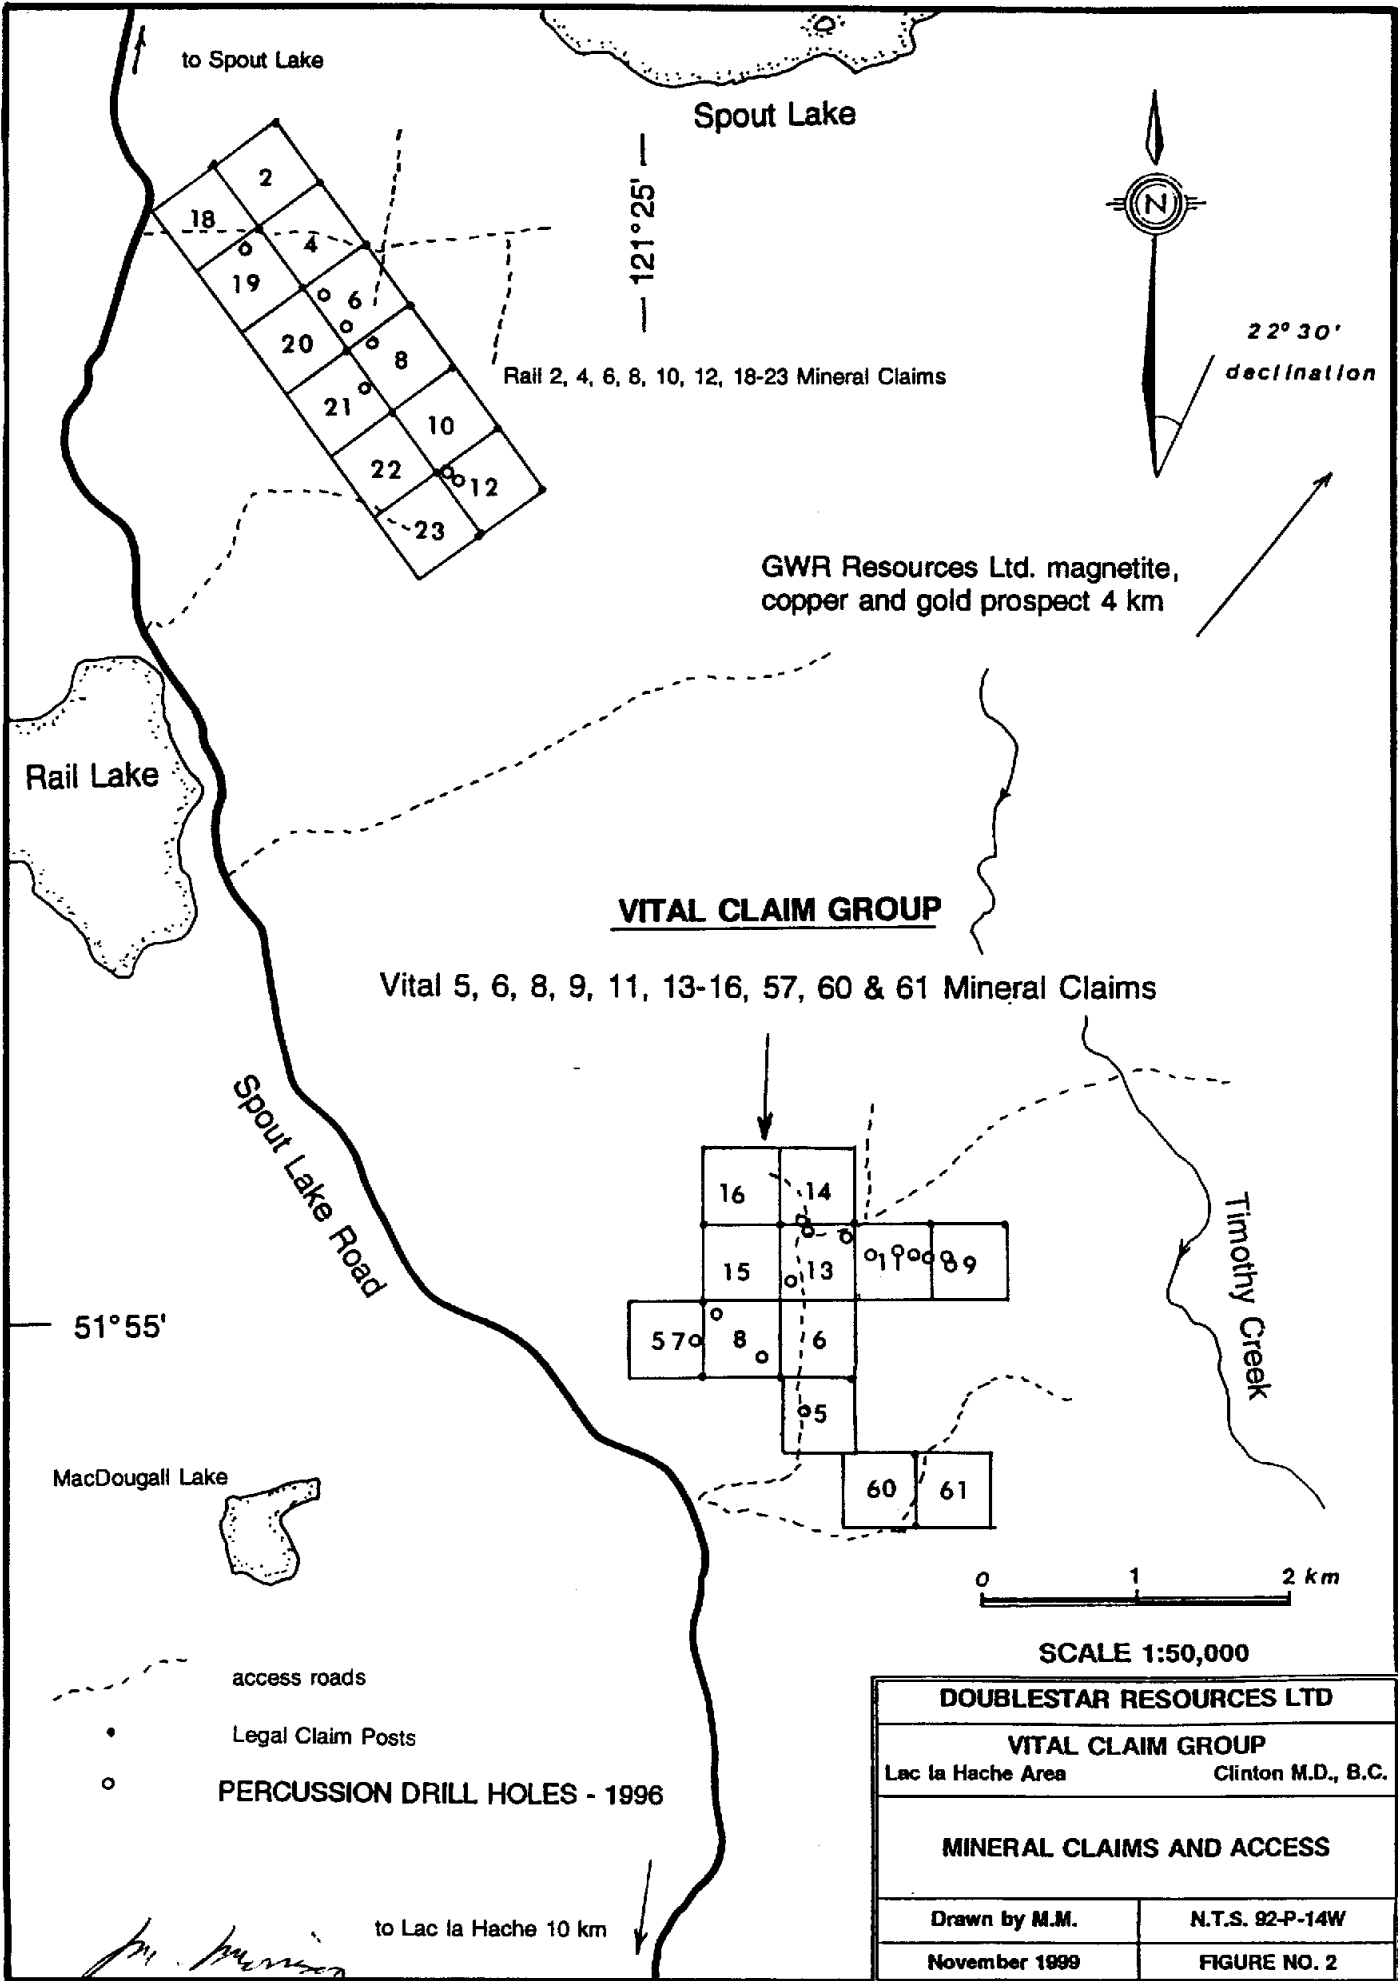 to Spout Lake
Spout Lake
121°25'
N
22° 30'
declination
2
18
4
19
6
20
8
21
10
22
12
23
Rail 2, 4, 6, 8, 10, 12, 18-23 Mineral Claims
GWR Resources Ltd. magnetite,
copper and gold prospect 4 km
Rail Lake
VITAL CLAIM GROUP
Vital 5, 6, 8, 9, 11, 13-16, 57, 60 & 61 Mineral Claims
Spout Lake Road
Timothy Creek
16
14
15
13
11
9
57
8
6
5
60
61
51°55'
MacDougall Lake
0 1 2 km
SCALE 1:50,000
access roads
Legal Claim Posts
PERCUSSION DRILL HOLES - 1996
to Lac la Hache 10 km
M. Morrison
DOUBLESTAR RESOURCES LTD
VITAL CLAIM GROUP
Lac la Hache Area Clinton M.D., B.C.
MINERAL CLAIMS AND ACCESS
Drawn by M.M. N.T.S. 92-P-14W
November 1999 FIGURE NO. 2